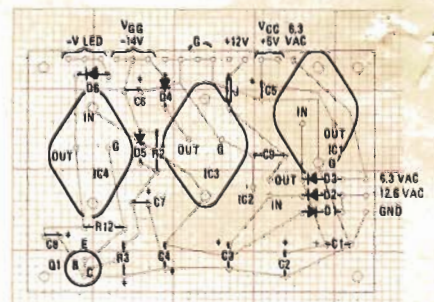 -V LED VGG -14V G +12V VCC +5V 6.3 VAC
D6 C6 D4 J C5
IN IN
OUT G D5 R2 OUT G C9 IC1
IC4 IC3 G
OUT D3 6.3 VAC
C7 IC2 IN D2 12.6 VAC
R12 D1 GND
C8 E
Q1 B C R3 C4 C3 C2 C1